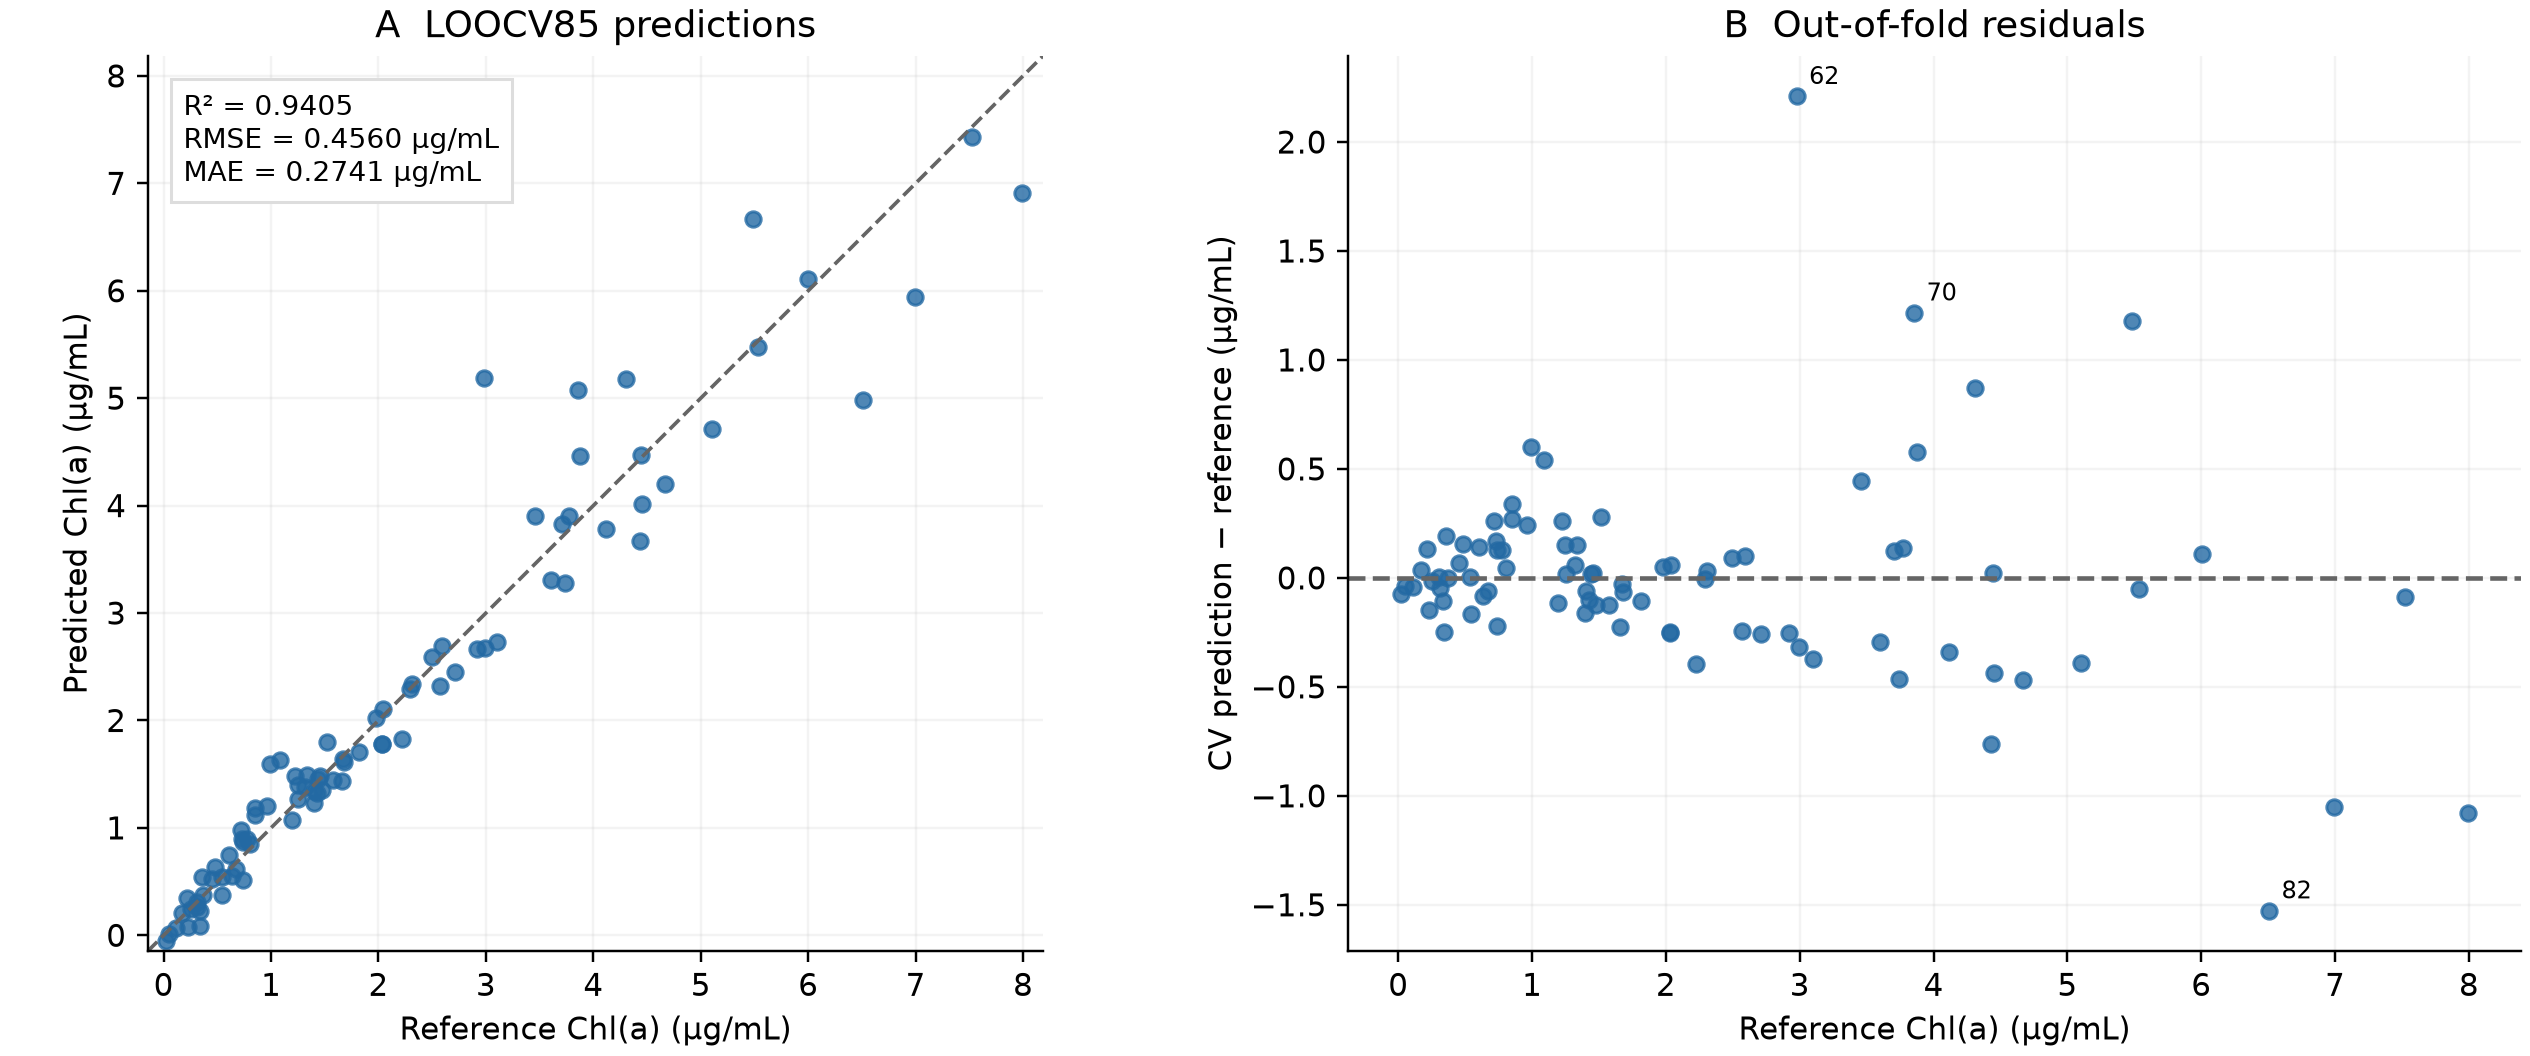 A  LOOCV85 predictions
R² = 0.9405
RMSE = 0.4560 µg/mL
MAE = 0.2741 µg/mL
Predicted Chl(a) (µg/mL)
8
7
6
5
4
3
2
1
0
0 1 2 3 4 5 6 7 8
Reference Chl(a) (µg/mL)
B  Out-of-fold residuals
62
70
82
CV prediction − reference (µg/mL)
2.0
1.5
1.0
0.5
0.0
−0.5
−1.0
−1.5
0 1 2 3 4 5 6 7 8
Reference Chl(a) (µg/mL)